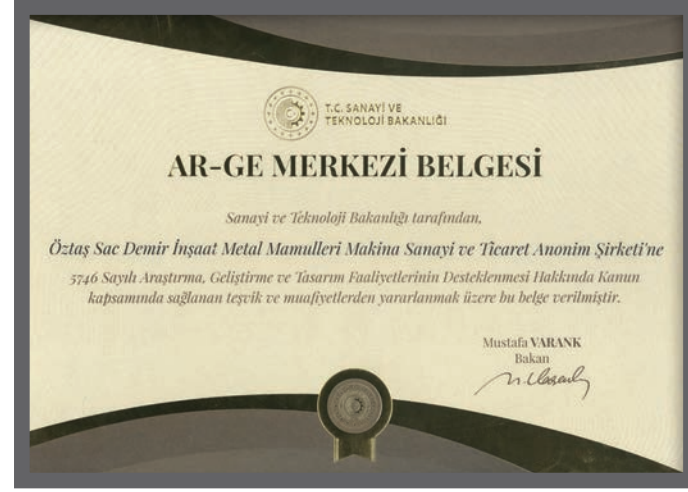 T.C. SANAYİ VE
TEKNOLOJİ BAKANLIĞI
AR-GE MERKEZİ BELGESİ
Sanayi ve Teknoloji Bakanlığı tarafından,
Öztaş Sac Demir İnşaat Metal Mamulleri Makina Sanayi ve Ticaret Anonim Şirketi'ne
5746 Sayılı Araştırma, Geliştirme ve Tasarım Faaliyetlerinin Desteklenmesi Hakkında Kanun
kapsamında sağlanan teşvik ve muafiyetlerden yararlanmak üzere bu belge verilmiştir.
Mustafa VARANK
Bakan